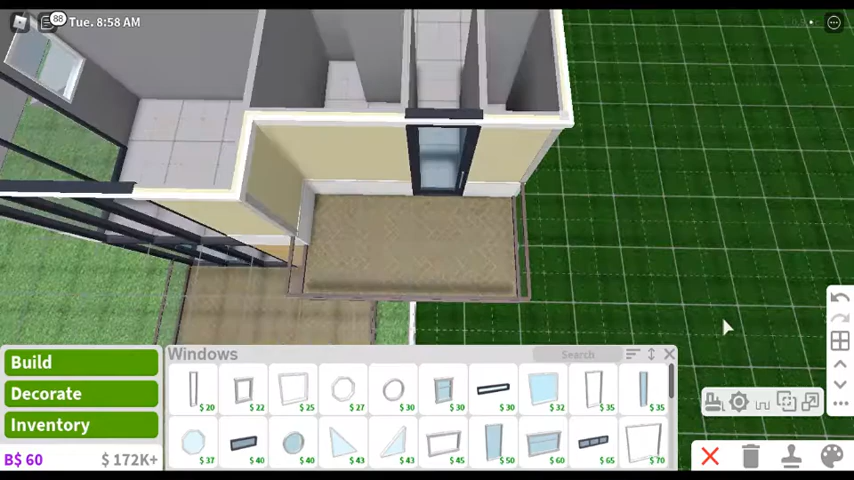 88
Tue. 8:58 AM
Windows
Search
Build
Decorate
Inventory
B$ 60
$ 172K+
$ 20
$ 22
$ 25
$ 27
$ 30
$ 30
$ 30
$ 32
$ 35
$ 35
$ 37
$ 40
$ 40
$ 43
$ 43
$ 45
$ 50
$ 60
$ 65
$ 70